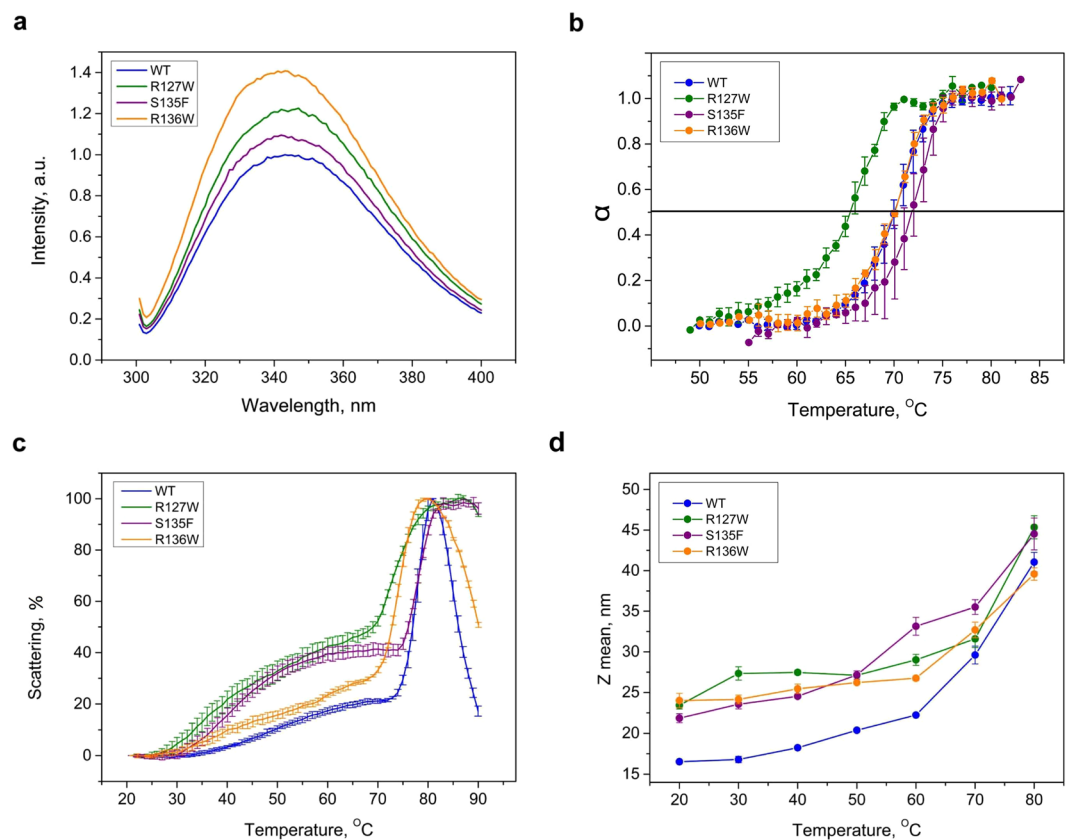 a
WT
R127W
S135F
R136W
1.4
1.2
1.0
0.8
0.6
0.4
0.2
0.0
Intensity, a.u.
300 320 340 360 380 400
Wavelength, nm
b
WT
R127W
S135F
R136W
1.0
0.8
0.6
0.4
0.2
0.0
α
50 55 60 65 70 75 80 85
Temperature, °C
c
WT
R127W
S135F
R136W
100
80
60
40
20
0
Scattering, %
20 30 40 50 60 70 80 90
Temperature, °C
d
WT
R127W
S135F
R136W
50
45
40
35
30
25
20
15
Z mean, nm
20 30 40 50 60 70 80
Temperature, °C